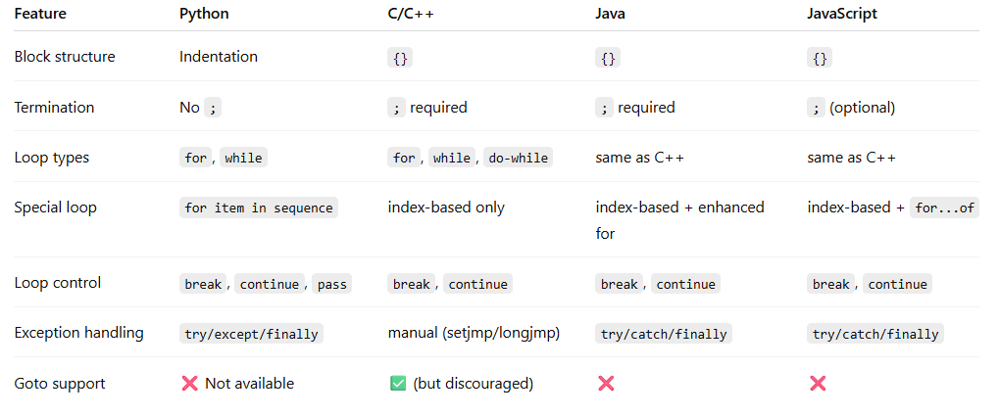 Feature Python C/C++ Java JavaScript
Block structure Indentation {} {} {}
Termination No ; ; required ; required ; (optional)
Loop types for, while for, while, do-while same as C++ same as C++
Special loop for item in sequence index-based only index-based + enhanced for index-based + for...of
Loop control break, continue, pass break, continue break, continue break, continue
Exception handling try/except/finally manual (setjmp/longjmp) try/catch/finally try/catch/finally
Goto support ❌ Not available ✅ (but discouraged) ❌ ❌